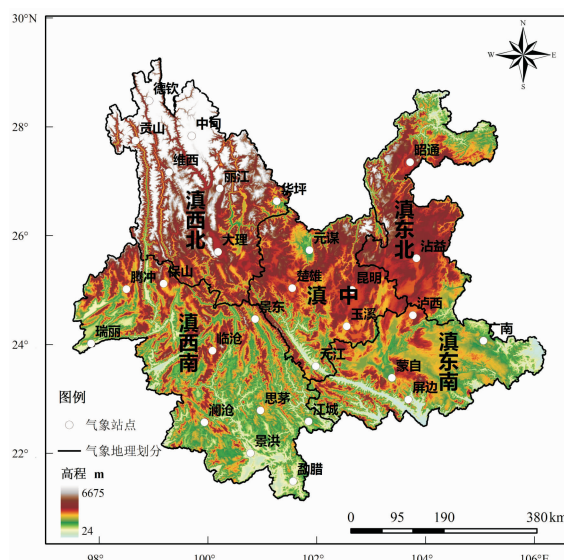 30°N
28°
26°
24°
22°
98°
100°
102°
104°
106°E
N
W
E
S
德钦
贡山
中甸
维西
丽江
华坪
昭通
滇西北
大理
元谋
滇东北
沾益
腾冲
保山
楚雄
昆明
滇中
泸西
瑞丽
景东
玉溪
广南
滇西南
临沧
元江
滇东南
蒙自
屏边
澜沧
思茅
江城
景洪
勐腊
图例
气象站点
气象地理划分
高程 m
6675
24
0 95 190 380 km